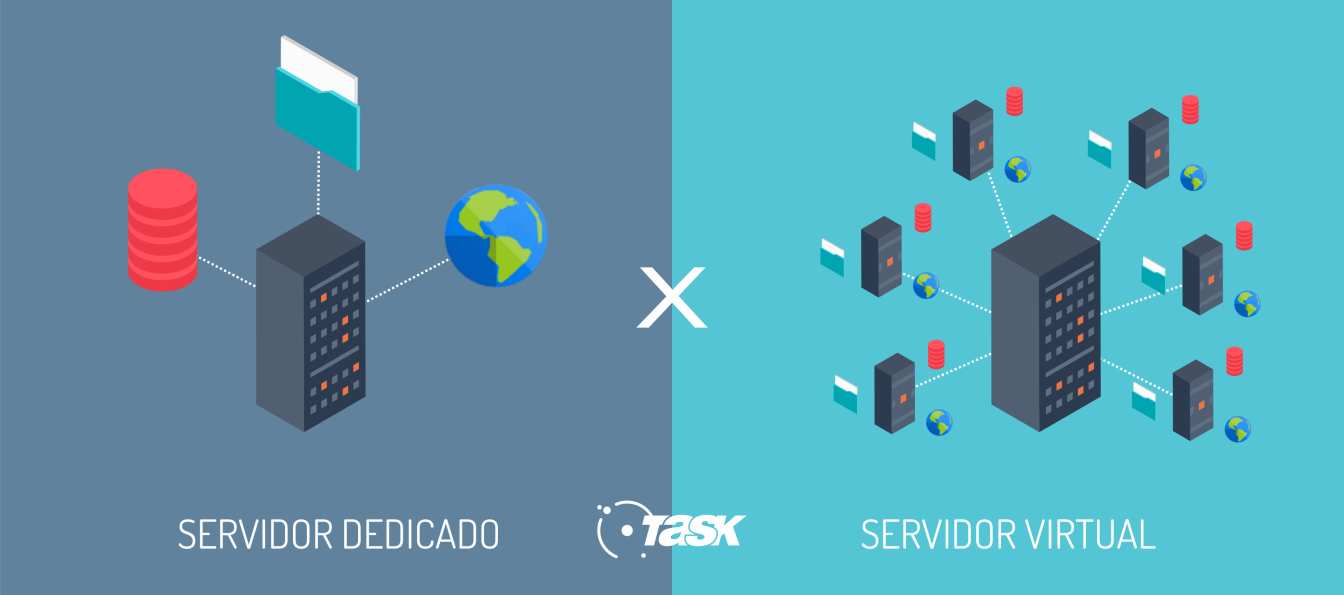 X
SERVIDOR DEDICADO
TaSK
SERVIDOR VIRTUAL